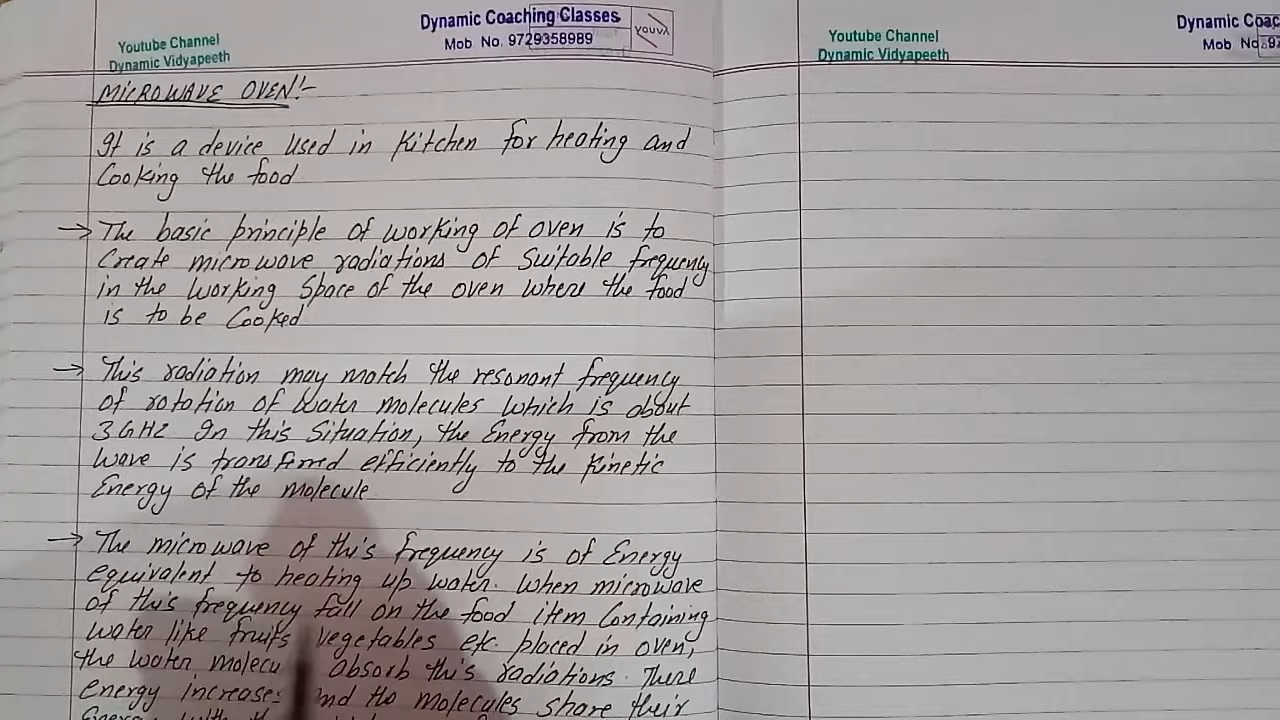 Dynamic Coaching Classes
Mob No. 9729358989
youvA
Youtube Channel
Dynamic Vidyapeeth
MICROWAVE OVEN:-
It is a device used in Kitchen for heating and
Cooking the food
→ The basic principle of working of oven is to
Create microwave radiations of Suitable frequency
in the working Space of the oven where the food
is to be Cooked
→ This radiation may match the resonant frequency
of rotation of water molecules which is about
3 GHZ In this Situation, the Energy from the
wave is transferred efficiently to the Kinetic
Energy of the molecule
→ The microwave of this frequency is of Energy
equivalent to heating up water. When microwave
of this frequency fall on the food item Containing
water like fruits vegetables etc. placed in oven,
the water molecu absorb this radiations. There
energy increases and the molecules share their
Youtube Channel
Dynamic Vidyapeeth
Dynamic Coac
Mob No. 97